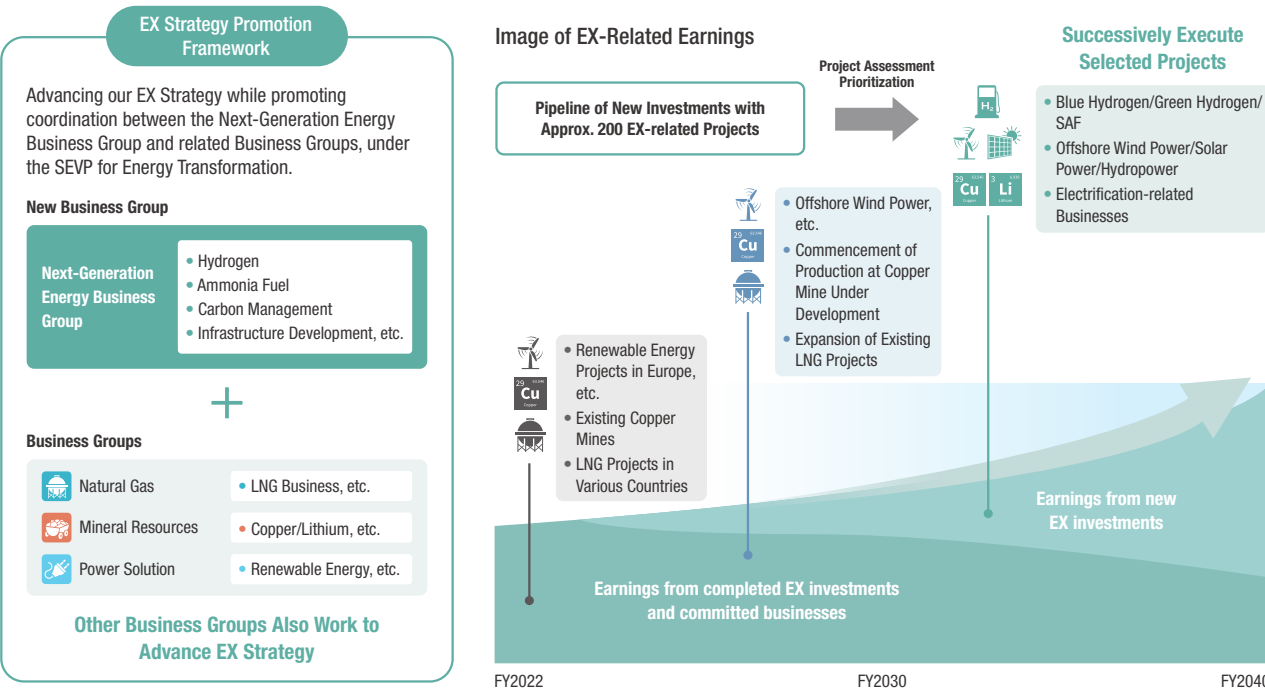 EX Strategy Promotion
Framework
Advancing our EX Strategy while promoting
coordination between the Next-Generation Energy
Business Group and related Business Groups, under
the SEVP for Energy Transformation.
New Business Group
Next-Generation
Energy Business
Group
• Hydrogen
• Ammonia Fuel
• Carbon Management
• Infrastructure Development, etc.
+
Business Groups
Natural Gas
• LNG Business, etc.
Mineral Resources
• Copper/Lithium, etc.
Power Solution
• Renewable Energy, etc.
Other Business Groups Also Work to
Advance EX Strategy
Image of EX-Related Earnings
Pipeline of New Investments with
Approx. 200 EX-related Projects
Project Assessment
Prioritization
Successively Execute
Selected Projects
H₂
29
Cu
Copper
3
Li
Lithium
• Blue Hydrogen/Green Hydrogen/
SAF
• Offshore Wind Power/Solar
Power/Hydropower
• Electrification-related
Businesses
29
Cu
Copper
• Offshore Wind Power,
etc.
• Commencement of
Production at Copper
Mine Under
Development
• Expansion of Existing
LNG Projects
29
Cu
Copper
• Renewable Energy
Projects in Europe,
etc.
• Existing Copper
Mines
• LNG Projects in
Various Countries
Earnings from new
EX investments
Earnings from completed EX investments
and committed businesses
FY2022
FY2030
FY2040